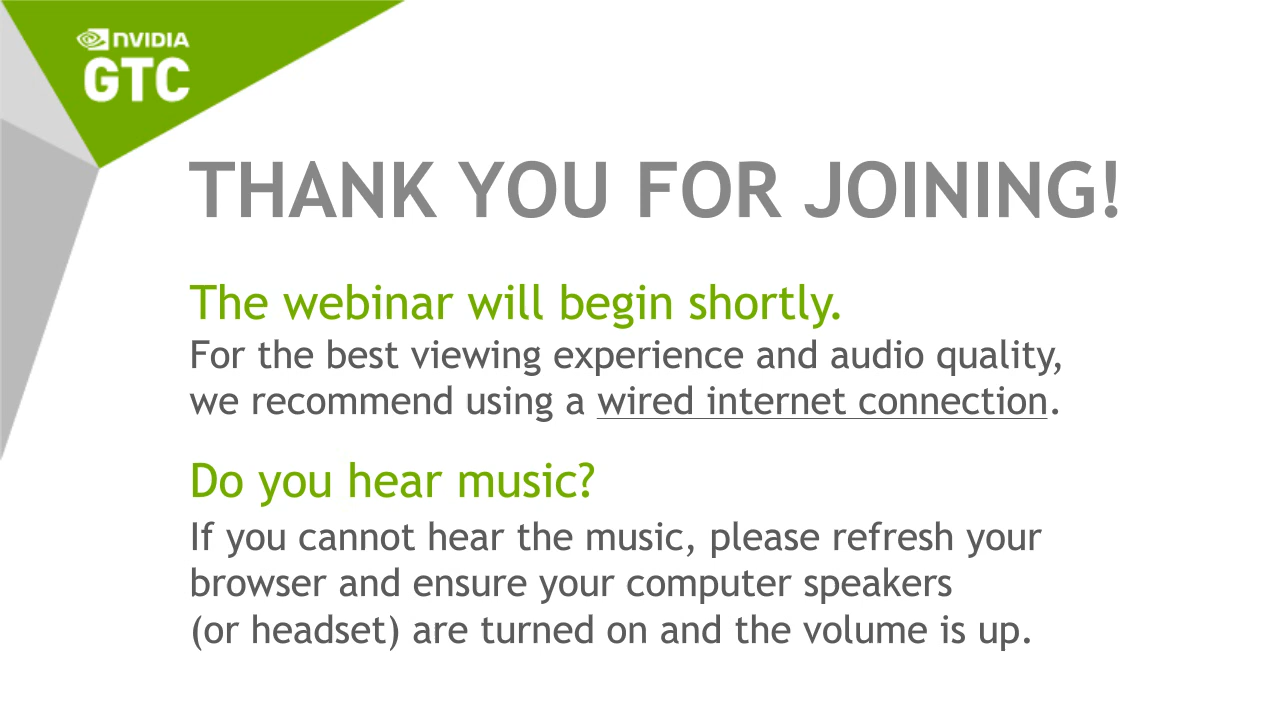 NVIDIA
GTC
THANK YOU FOR JOINING!
The webinar will begin shortly.
For the best viewing experience and audio quality,
we recommend using a wired internet connection.
Do you hear music?
If you cannot hear the music, please refresh your
browser and ensure your computer speakers
(or headset) are turned on and the volume is up.